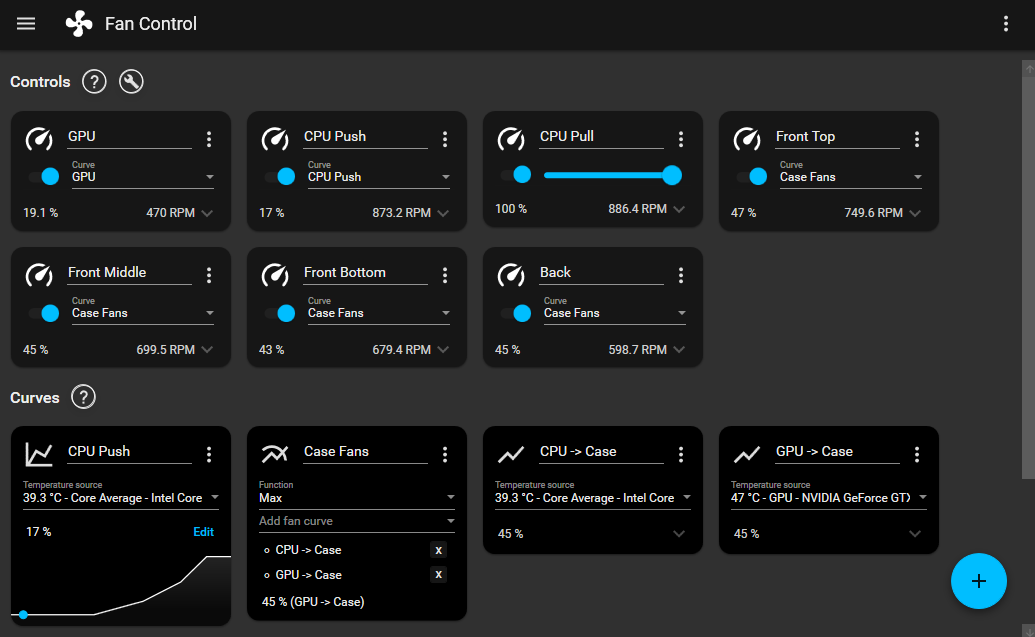 Fan Control
Controls ?
GPU
Curve
GPU
19.1 % 470 RPM
CPU Push
Curve
CPU Push
17 % 873.2 RPM
CPU Pull
100 % 886.4 RPM
Front Top
Curve
Case Fans
47 % 749.6 RPM
Front Middle
Curve
Case Fans
45 % 699.5 RPM
Front Bottom
Curve
Case Fans
43 % 679.4 RPM
Back
Curve
Case Fans
45 % 598.7 RPM
Curves ?
CPU Push
Temperature source
39.3 °C - Core Average - Intel Core
17 % Edit
Case Fans
Function
Max
Add fan curve
CPU -> Case x
GPU -> Case x
45 % (GPU -> Case)
CPU -> Case
Temperature source
39.3 °C - Core Average - Intel Core
45 %
GPU -> Case
Temperature source
47 °C - GPU - NVIDIA GeForce GTX
45 %
+